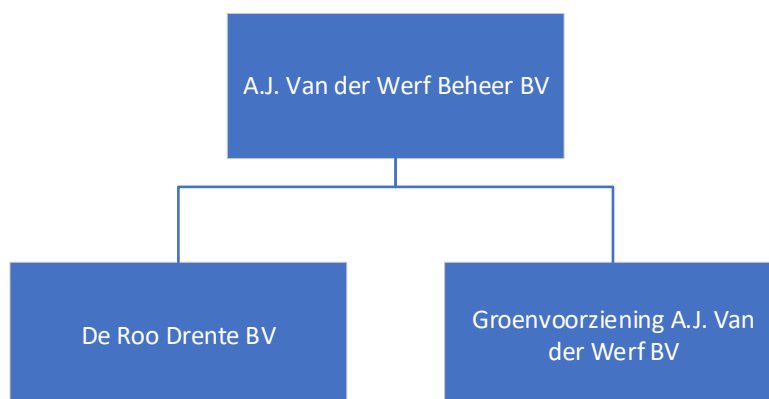 A.J. Van der Werf Beheer BV
De Roo Drente BV
Groenvoorziening A.J. Van
der Werf BV